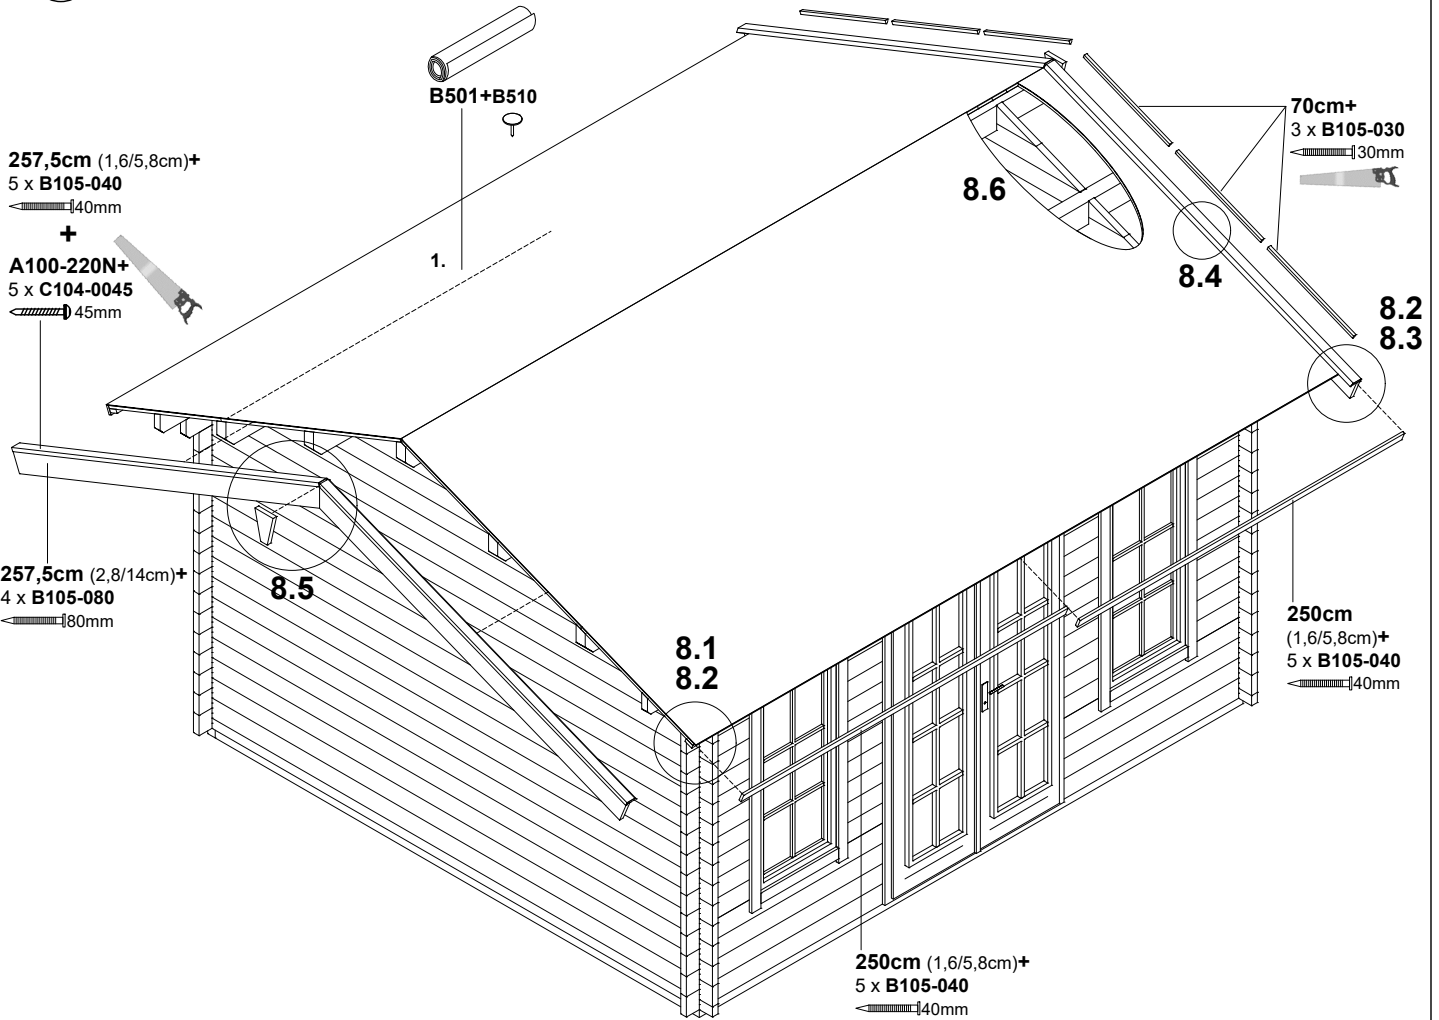 B501+B510
257,5cm (1,6/5,8cm)+
5 x B105-040
40mm
+
A100-220N+
5 x C104-0045
45mm
1.
8.6
70cm+
3 x B105-030
30mm
8.4
8.2
8.3
257,5cm (2,8/14cm)+
4 x B105-080
80mm
8.5
8.1
8.2
250cm
(1,6/5,8cm)+
5 x B105-040
40mm
250cm (1,6/5,8cm)+
5 x B105-040
40mm